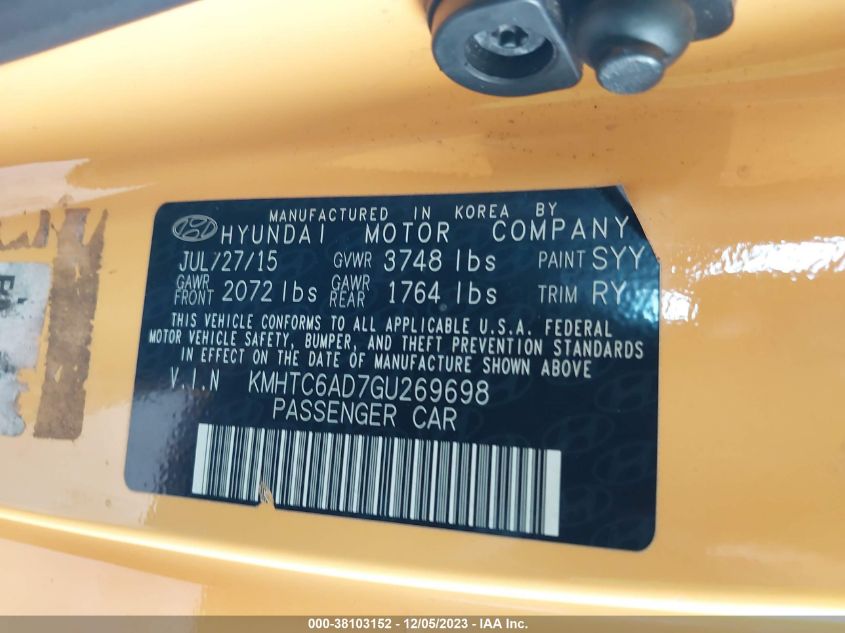 MANUFACTURED IN KOREA BY
HYUNDAI MOTOR COMPANY
JUL/27/15 GVWR 3748 lbs PAINT SYY
GAWR FRONT 2072 lbs GAWR REAR 1764 lbs TRIM RY
THIS VEHICLE CONFORMS TO ALL APPLICABLE U.S.A. FEDERAL
MOTOR VEHICLE SAFETY, BUMPER, AND THEFT PREVENTION STANDARDS
IN EFFECT ON THE DATE OF MANUFACTURE SHOWN ABOVE
V.I.N KMHTC6AD7GU269698
PASSENGER CAR
000-38103152 - 12/05/2023 - IAA Inc.